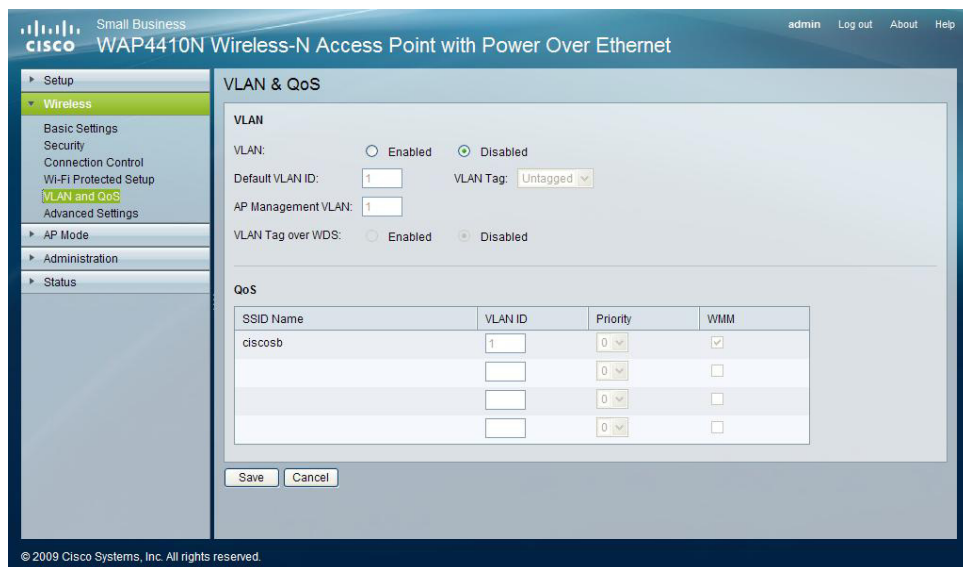 Small Business
CISCO WAP4410N Wireless-N Access Point with Power Over Ethernet
admin Log out About Help
Setup
Wireless
Basic Settings
Security
Connection Control
Wi-Fi Protected Setup
VLAN and QoS
Advanced Settings
AP Mode
Administration
Status
VLAN & QoS
VLAN
VLAN: Enabled Disabled
Default VLAN ID: 1 VLAN Tag: Untagged
AP Management VLAN: 1
VLAN Tag over WDS: Enabled Disabled
QoS
SSID Name VLAN ID Priority WMM
ciscosb 1 0
0
0
0
Save Cancel
© 2009 Cisco Systems, Inc. All rights reserved.